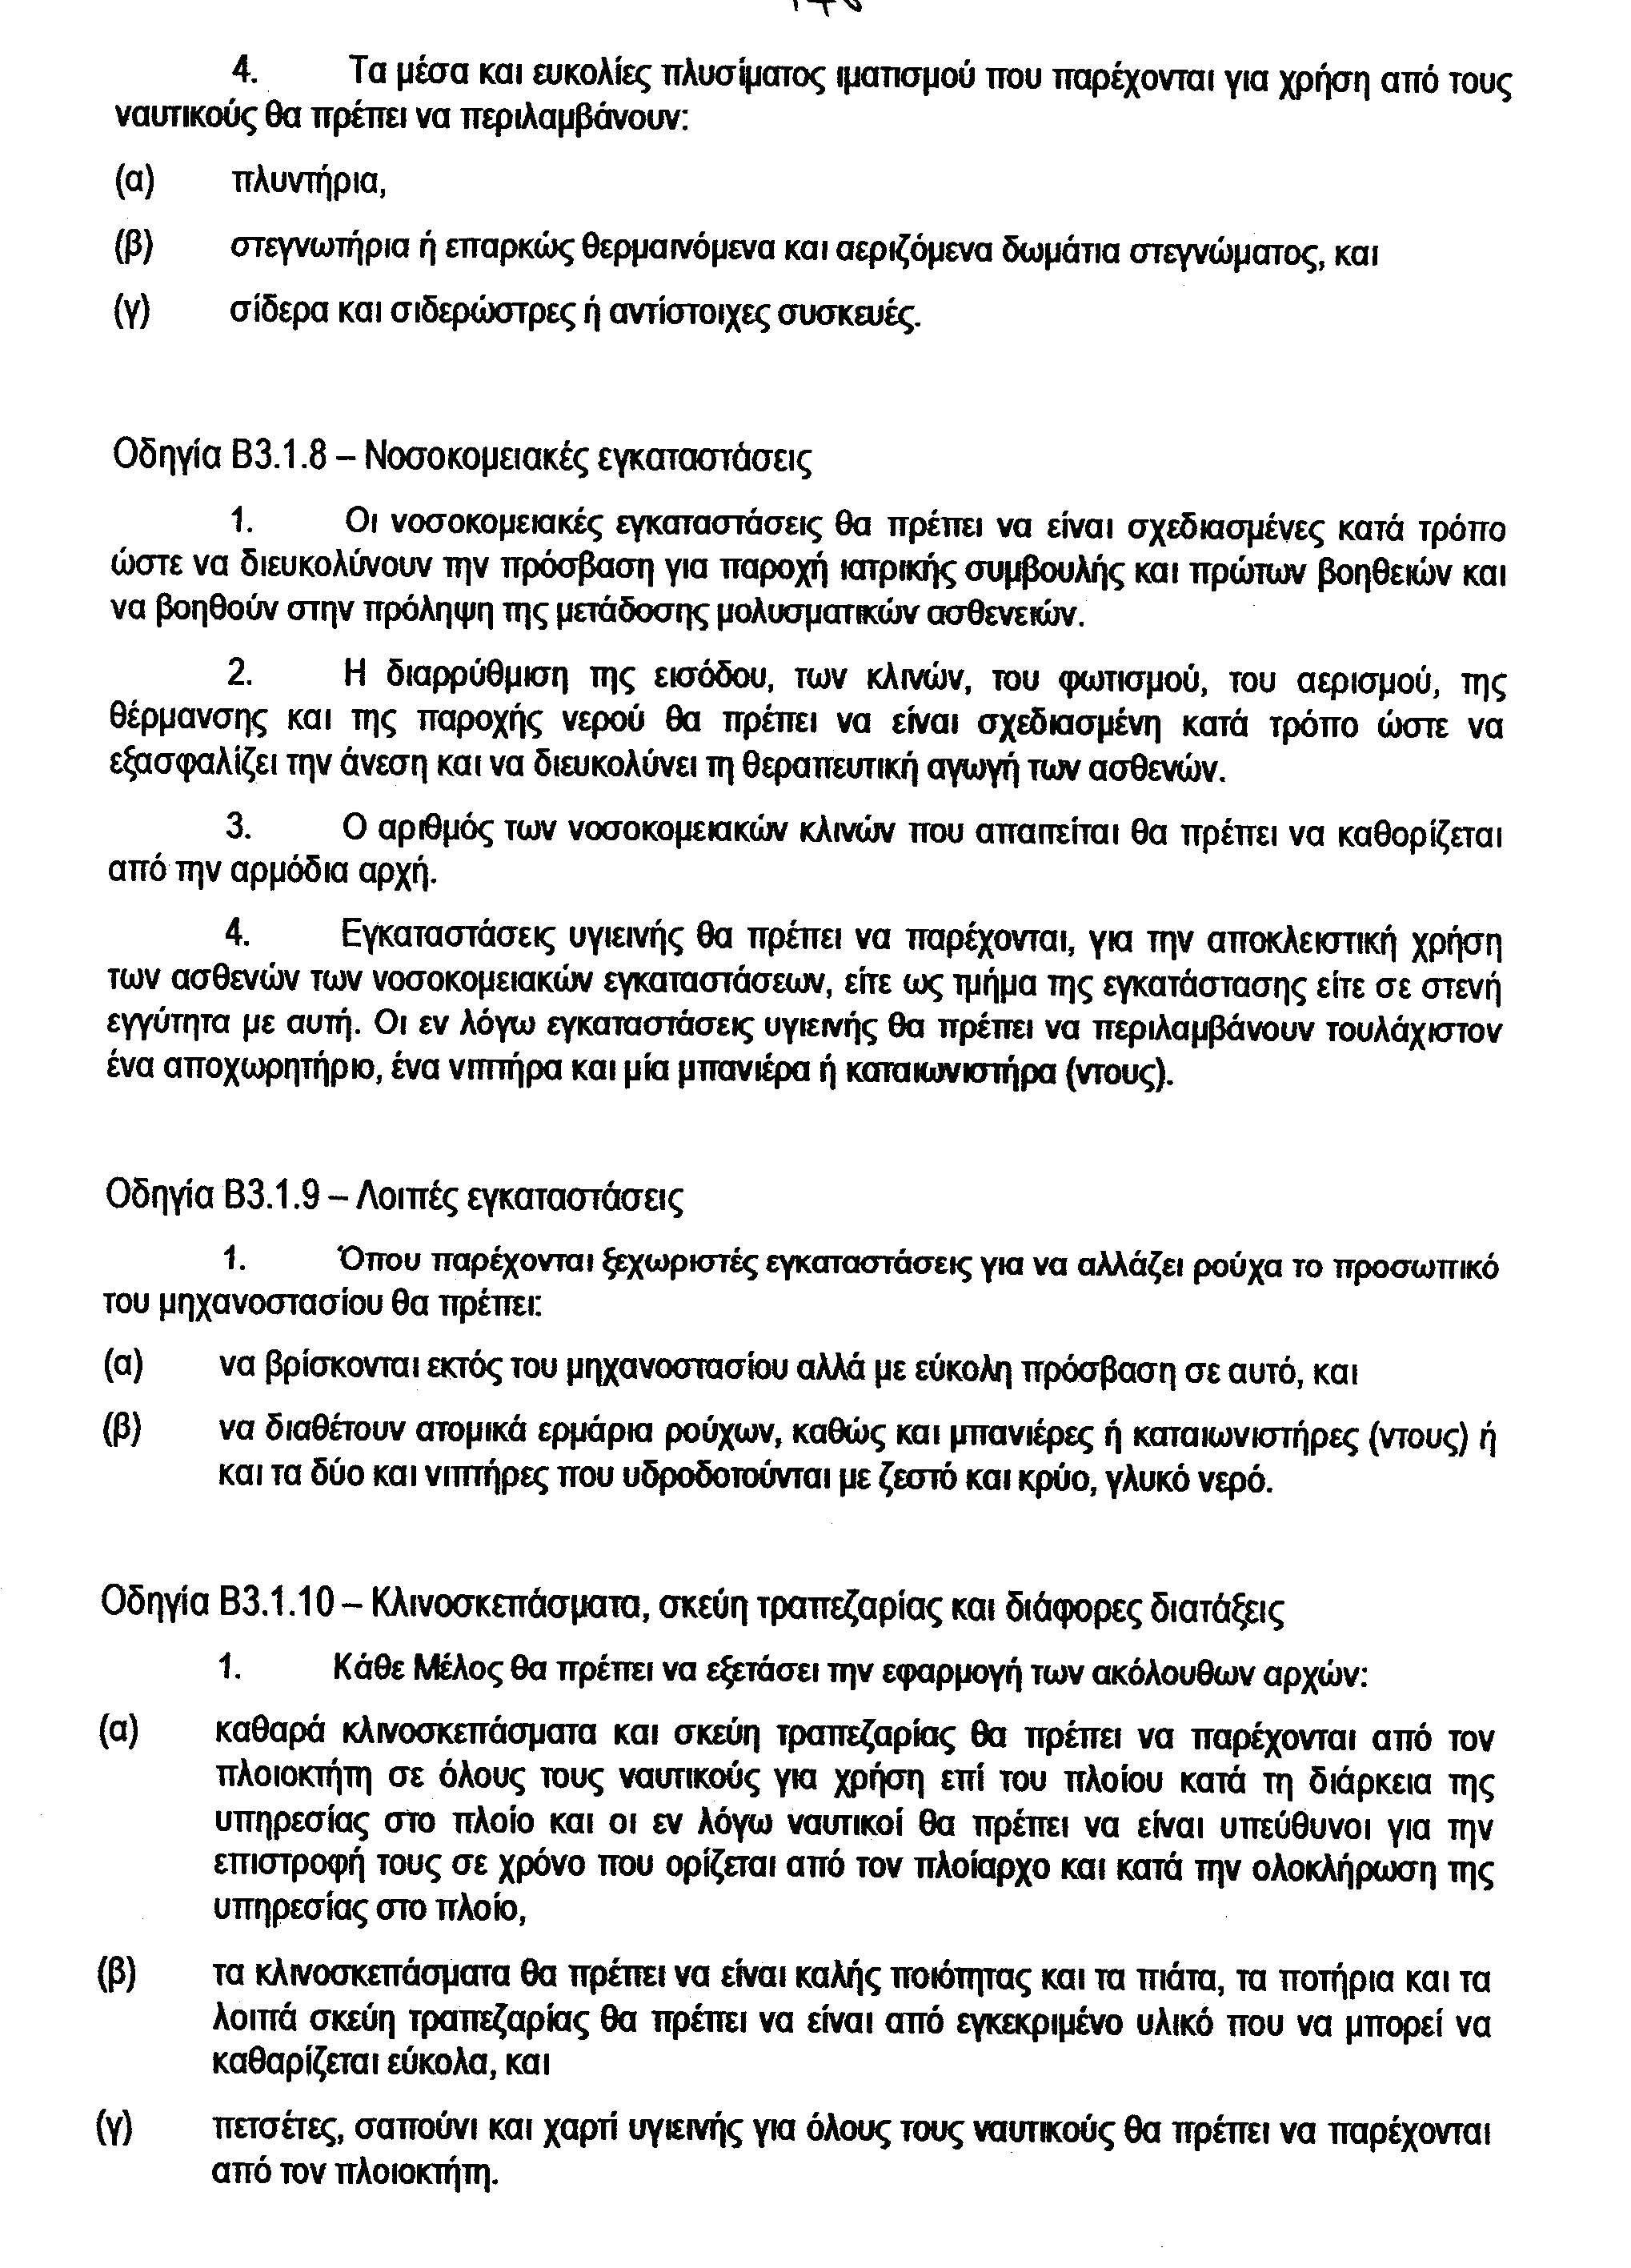 4. Τα μέσα και ευκολίες πλυσίματος ιματισμού που παρέχονται για χρήση από τους
ναυτικούς θα πρέπει να περιλαμβάνουν:
(α) πλυντήρια,
(β) στεγνωτήρια ή επαρκώς θερμαινόμενα και αεριζόμενα δωμάτια στεγνώματος, και
(γ) σίδερα και σιδερώστρες ή αντίστοιχες συσκευές.
Οδηγία Β3.1.8 – Νοσοκομειακές εγκαταστάσεις
1. Οι νοσοκομειακές εγκαταστάσεις θα πρέπει να είναι σχεδιασμένες κατά τρόπο
ώστε να διευκολύνουν την πρόσβαση για παροχή ιατρικής συμβουλής και πρώτων βοηθειών και
να βοηθούν στην πρόληψη της μετάδοσης μολυσματικών ασθενειών.
2. Η διαρρύθμιση της εισόδου, των κλινών, του φωτισμού, του αερισμού, της
θέρμανσης και της παροχής νερού θα πρέπει να είναι σχεδιασμένη κατά τρόπο ώστε να
εξασφαλίζει την άνεση και να διευκολύνει τη θεραπευτική αγωγή των ασθενών.
3. Ο αριθμός των νοσοκομειακών κλινών που απαιτείται θα πρέπει να καθορίζεται
από την αρμόδια αρχή.
4. Εγκαταστάσεις υγιεινής θα πρέπει να παρέχονται, για την αποκλειστική χρήση
των ασθενών των νοσοκομειακών εγκαταστάσεων, είτε ως τμήμα της εγκατάστασης είτε σε στενή
εγγύτητα με αυτή. Οι εν λόγω εγκαταστάσεις υγιεινής θα πρέπει να περιλαμβάνουν τουλάχιστον
ένα αποχωρητήριο, ένα νιπτήρα και μία μπανιέρα ή καταιωνιστήρα (ντους).
Οδηγία Β3.1.9 – Λοιπές εγκαταστάσεις
1. Όπου παρέχονται ξεχωριστές εγκαταστάσεις για να αλλάζει ρούχα το προσωπικό
του μηχανοστασίου θα πρέπει:
(α) να βρίσκονται εκτός του μηχανοστασίου αλλά με εύκολη πρόσβαση σε αυτό, και
(β) να διαθέτουν ατομικά ερμάρια ρούχων, καθώς και μπανιέρες ή καταιωνιστήρες (ντους) ή
και τα δύο και νιπτήρες που υδροδοτούνται με ζεστό και κρύο, γλυκό νερό.
Οδηγία Β3.1.10 – Κλινοσκεπάσματα, σκεύη τραπεζαρίας και διάφορες διατάξεις
1. Κάθε Μέλος θα πρέπει να εξετάσει την εφαρμογή των ακόλουθων αρχών:
(α) καθαρά κλινοσκεπάσματα και σκεύη τραπεζαρίας θα πρέπει να παρέχονται από τον
πλοιοκτήτη σε όλους τους ναυτικούς για χρήση επί του πλοίου κατά τη διάρκεια της
υπηρεσίας στο πλοίο και οι εν λόγω ναυτικοί θα πρέπει να είναι υπεύθυνοι για την
επιστροφή τους σε χρόνο που ορίζεται από τον πλοίαρχο και κατά την ολοκλήρωση της
υπηρεσίας στο πλοίο,
(β) τα κλινοσκεπάσματα θα πρέπει να είναι καλής ποιότητας και τα πιάτα, τα ποτήρια και τα
λοιπά σκεύη τραπεζαρίας θα πρέπει να είναι από εγκεκριμένο υλικό που να μπορεί να
καθαρίζεται εύκολα, και
(γ) πετσέτες, σαπούνι και χαρτί υγιεινής για όλους τους ναυτικούς θα πρέπει να παρέχονται
από τον πλοιοκτήτη.